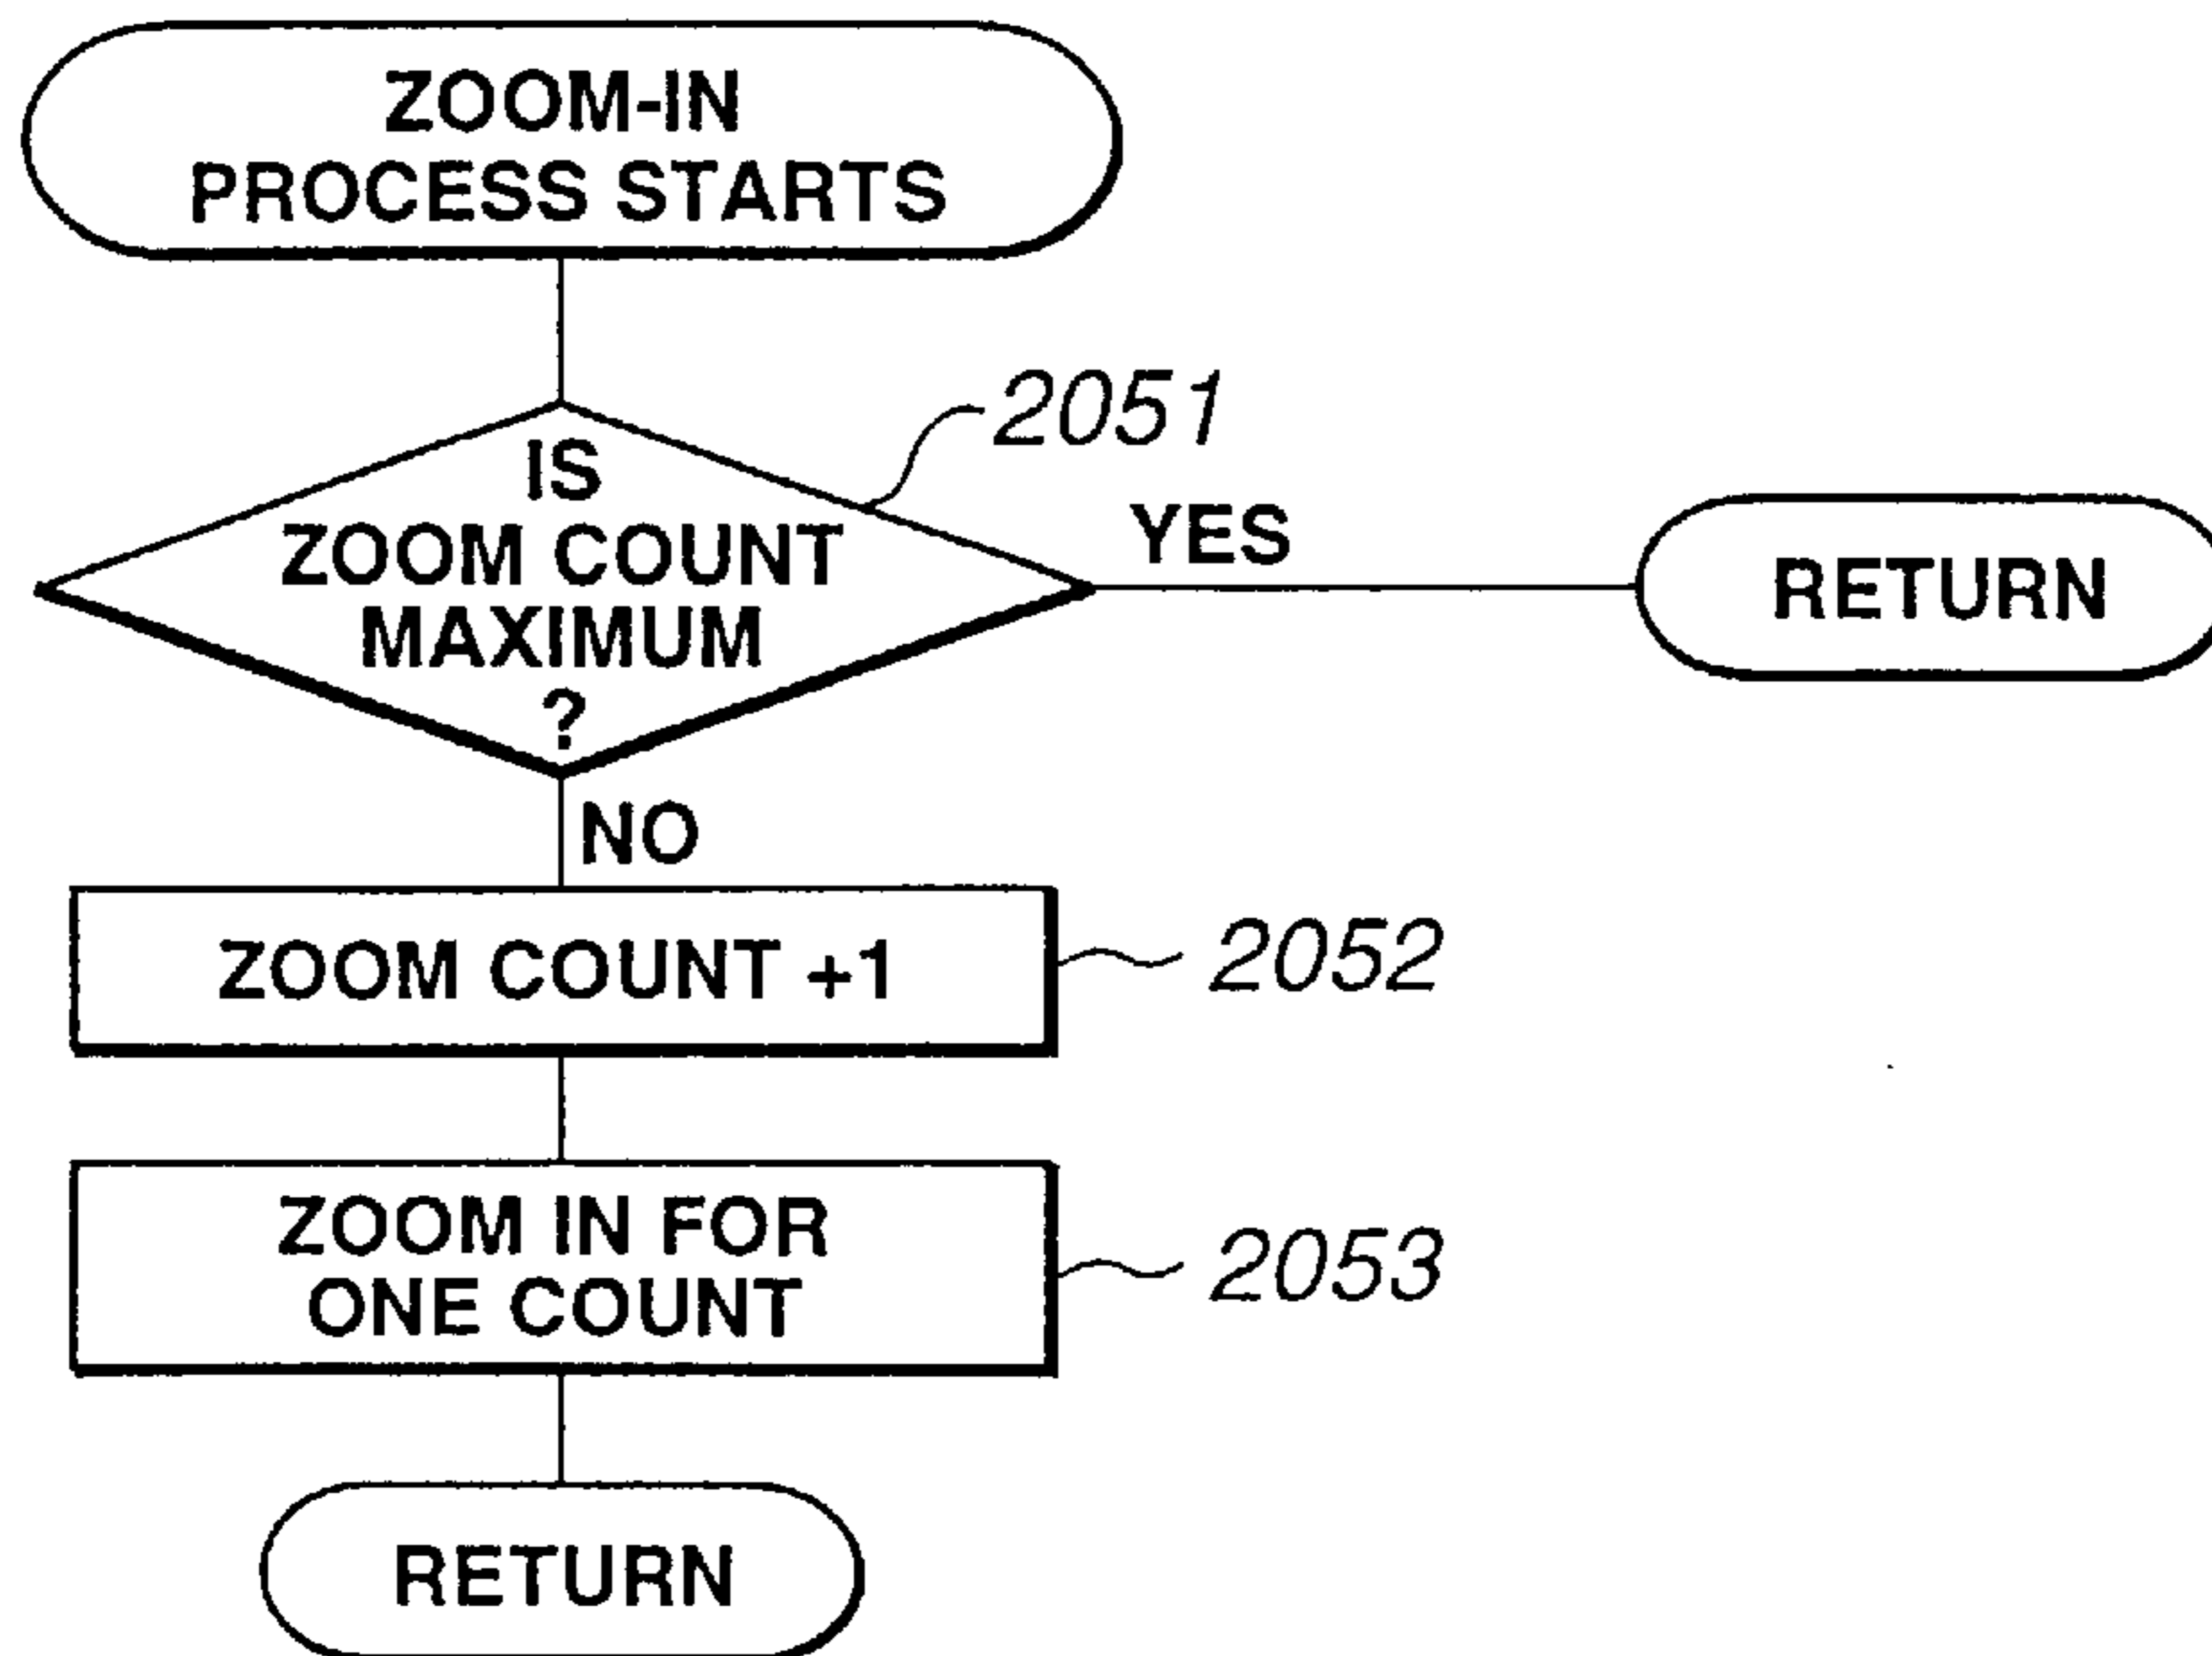 ZOOM-IN
PROCESS STARTS
2051
IS
ZOOM COUNT
MAXIMUM
?
YES
RETURN
NO
ZOOM COUNT +1
2052
ZOOM IN FOR
ONE COUNT
2053
RETURN